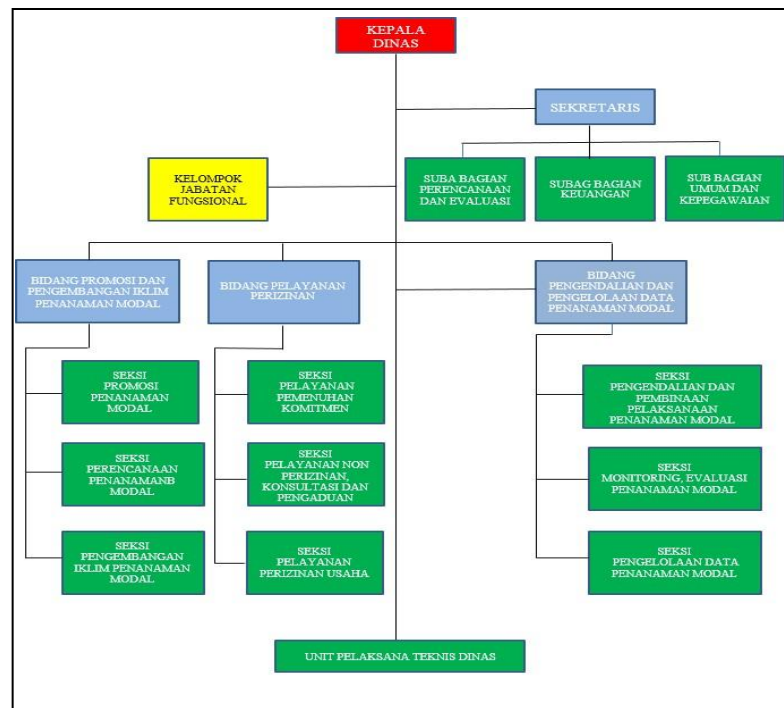 KEPALA
DINAS
SEKRETARIS
KELOMPOK
JABATAN
FUNGSIONAL
SUBA BAGIAN
PERENCANAAN
DAN EVALUASI
SUBAG BAGIAN
KEUANGAN
SUB BAGIAN
UMUM DAN
KEPEGAWAIAN
BIDANG PROMOSI DAN
PENGEMBANGAN IKLIM
PENANAMAN MODAL
BIDANG PELAYANAN
PERIZINAN
BIDANG
PENGENDALIAN DAN
PENGELOLAAN DATA
PENANAMAN MODAL
SEKSI
PROMOSI
PENANAMAN
MODAL
SEKSI
PERENCANAAN
PENANAMANB
MODAL
SEKSI
PENGEMBANGAN
IKLIM PENANAMAN
MODAL
SEKSI
PELAYANAN
PEMENUHAN
KOMITMEN
SEKSI
PELAYANAN NON
PERIZINAN,
KONSULTASI DAN
PENGADUAN
SEKSI
PELAYANAN
PERIZINAN USAHA
SEKSI
PENGENDALIAN DAN
PEMBINAAN
PELAKSANAAN
PENANAMAN MODAL
SEKSI
MONITORING, EVALUASI
PENANAMAN MODAL
SEKSI
PENGELOLAAN DATA
PENANAMAN MODAL
UNIT PELAKSANA TEKNIS DINAS